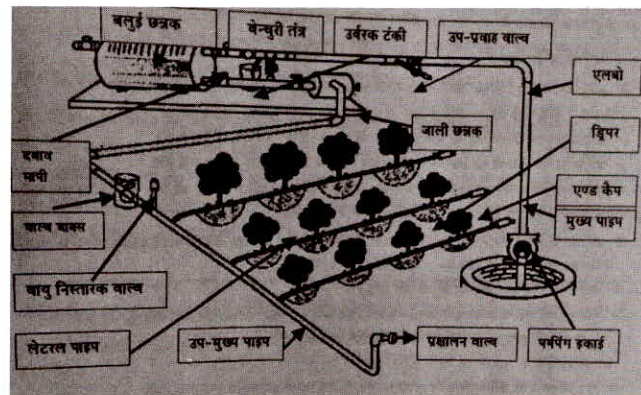 बलुई छन्नक
वेन्चुरी तंत्र
उर्वरक टंकी
उप-प्रवाह वाल्व
एलबो
जाली छन्नक
ड्रिपर
दबाव
मापी
एण्ड कैप
वाल्व बाक्स
मुख्य पाइप
वायु निस्तारक वाल्व
लेटरल पाइप
उप-मुख्य पाइप
प्रक्षालन वाल्व
पम्पिंग इकाई